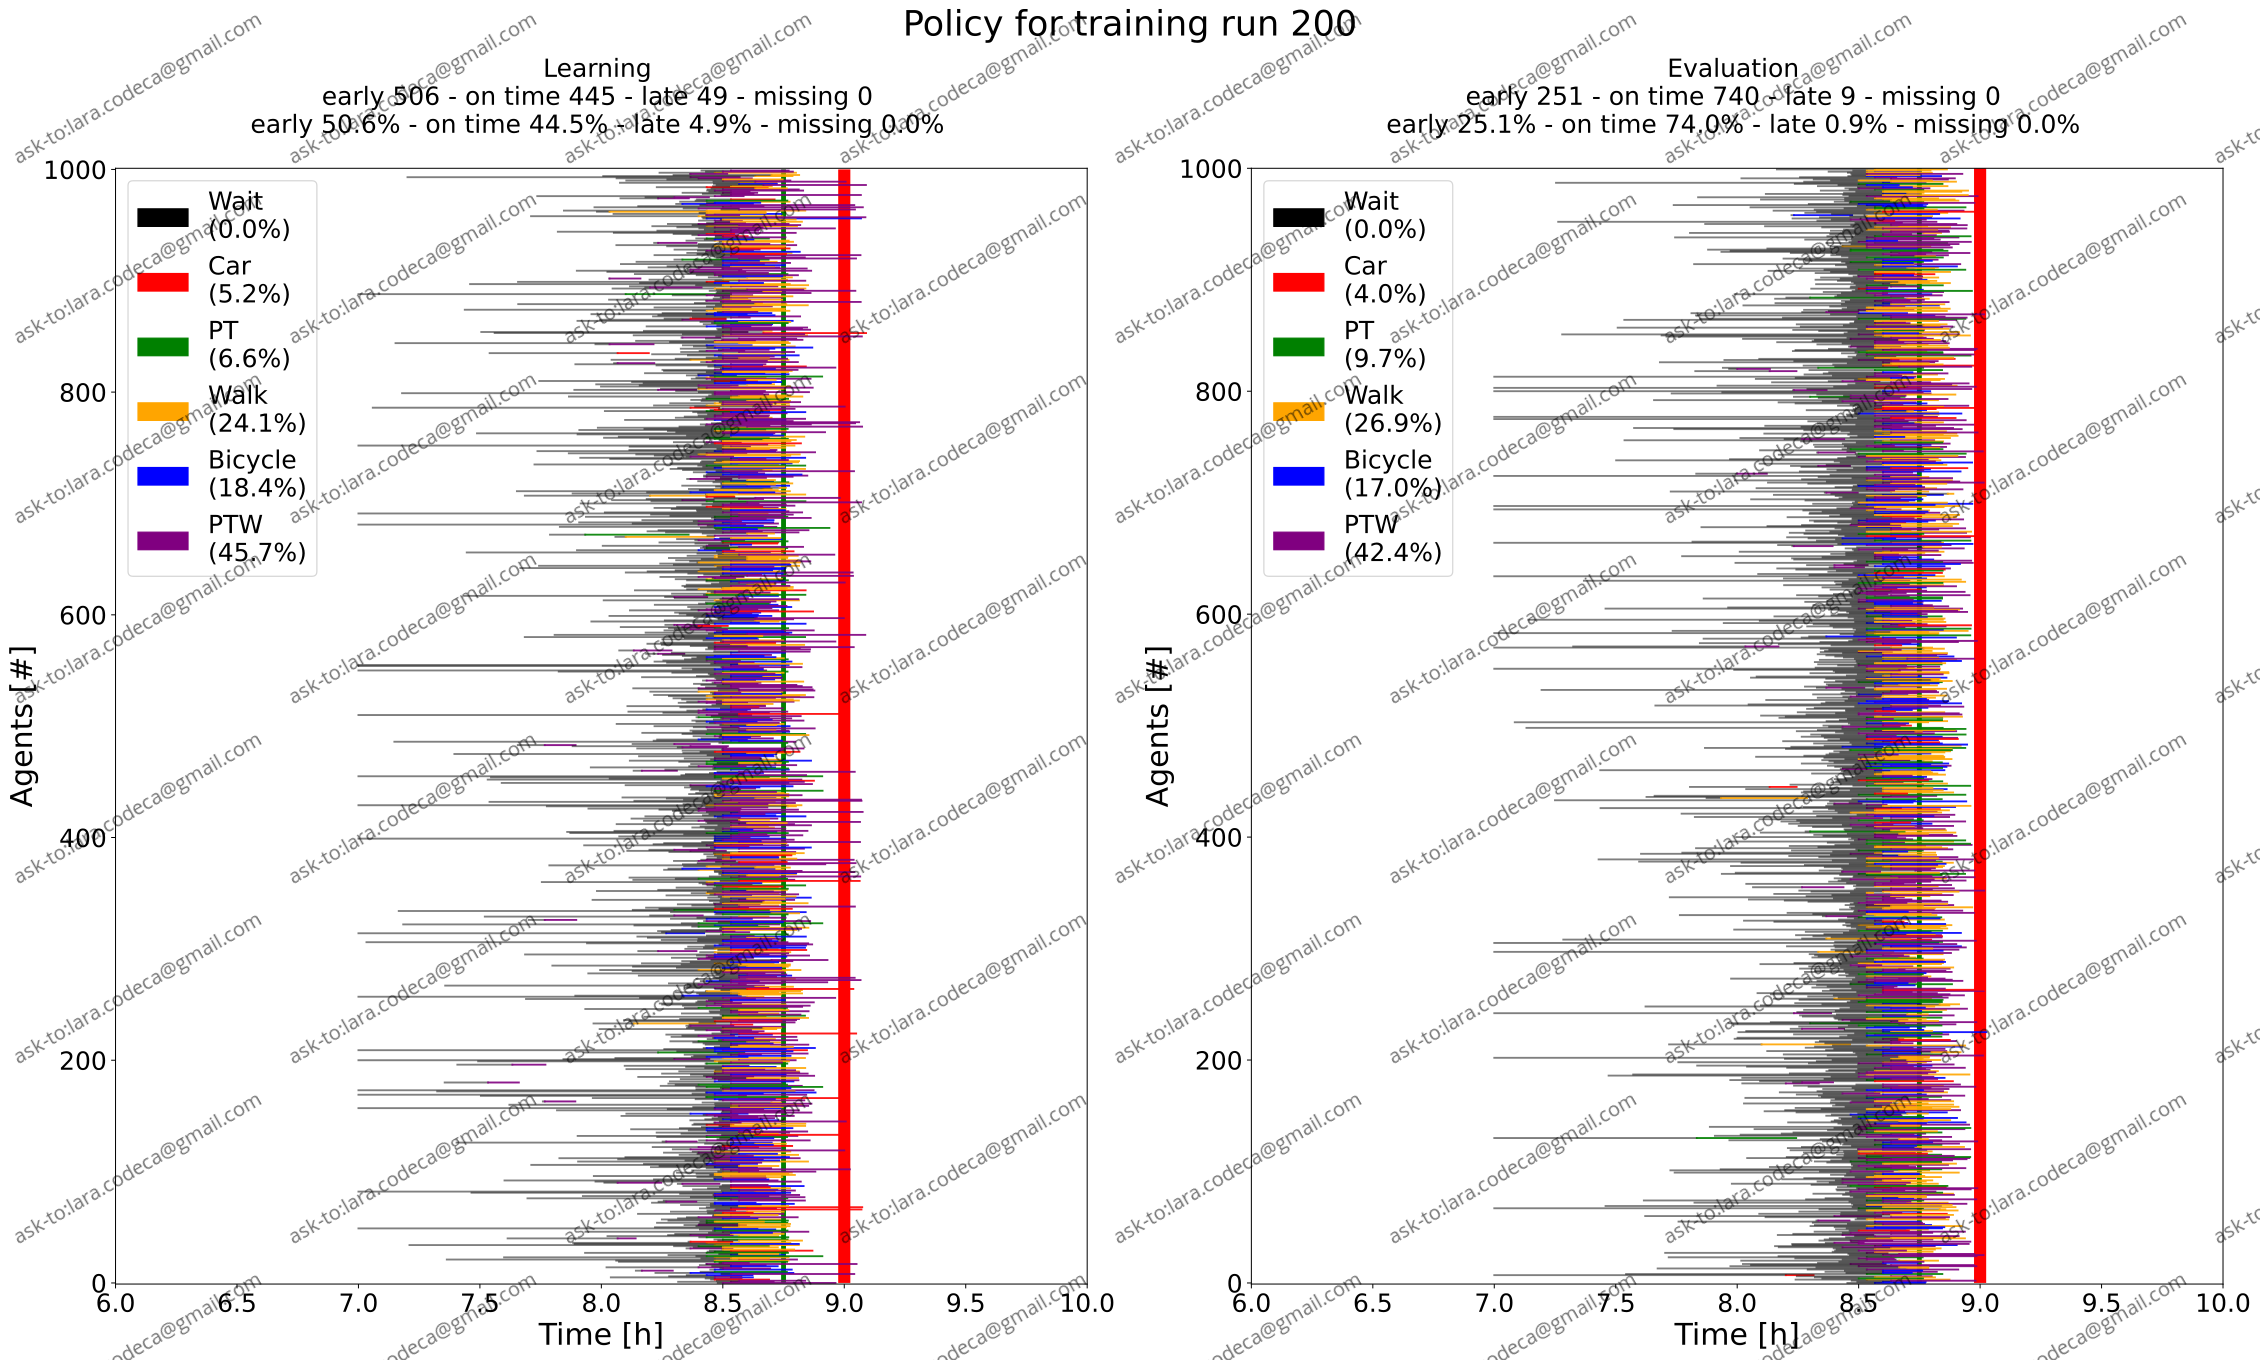 Policy for training run 200
Learning
early 506 - on time 445 - late 49 - missing 0
early 50.6% - on time 44.5% - late 4.9% - missing 0.0%
Evaluation
early 251 - on time 740 - late 9 - missing 0
early 25.1% - on time 74.0% - late 0.9% - missing 0.0%
1000
800
600
400
200
0
Agents [#]
Wait
(0.0%)
Car
(5.2%)
PT
(6.6%)
Walk
(24.1%)
Bicycle
(18.4%)
PTW
(45.7%)
6.0 6.5 7.0 7.5 8.0 8.5 9.0 9.5 10.0
Time [h]
1000
800
600
400
200
0
Agents [#]
Wait
(0.0%)
Car
(4.0%)
PT
(9.7%)
Walk
(26.9%)
Bicycle
(17.0%)
PTW
(42.4%)
6.0 6.5 7.0 7.5 8.0 8.5 9.0 9.5 10.0
Time [h]
ask-to:lara.codeca@gmail.com